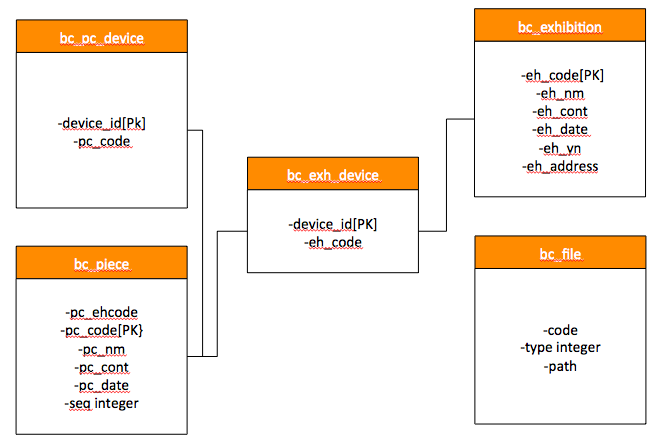 bc_pc_device
-device_id[Pk]
-pc_code
bc_piece
-pc_ehcode
-pc_code[PK}
-pc_nm
-pc_cont
-pc_date
-seq integer
bc_exh_device
-device_id[PK]
-eh_code
bc_exhibition
-eh_code[PK]
-eh_nm
-eh_cont
-eh_date
-eh_yn
-eh_address
bc_file
-code
-type integer
-path